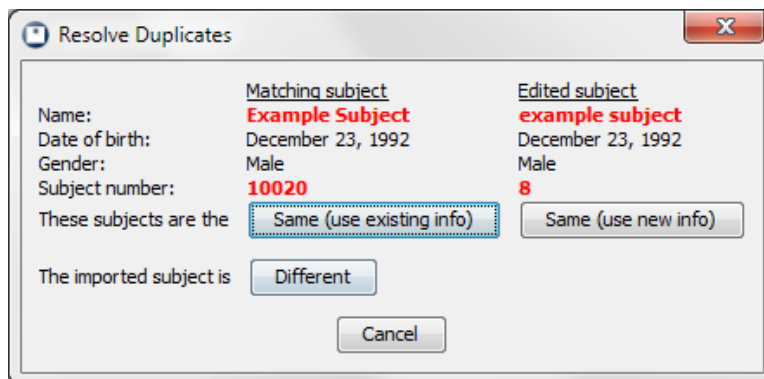 Resolve Duplicates
Matching subject Edited subject
Name: Example Subject example subject
Date of birth: December 23, 1992 December 23, 1992
Gender: Male Male
Subject number: 10020 8
These subjects are the Same (use existing info) Same (use new info)
The imported subject is Different
Cancel